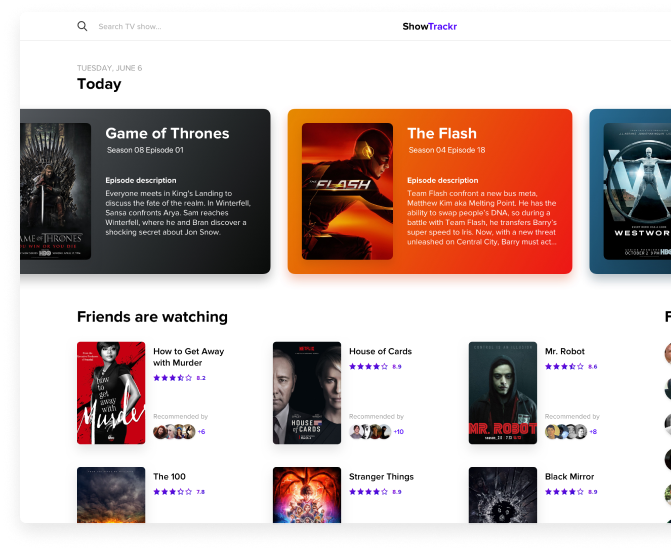 Search TV show...
ShowTrackr
TUESDAY, JUNE 6
Today
Game of Thrones
Season 08 Episode 01
Episode description
Everyone meets in King's Landing to
discuss the fate of the realm. In Winterfell,
Sansa confronts Arya. Sam reaches
Winterfell, where he and Bran discover a
shocking secret about Jon Snow.
AME OF THRONES
HBO
FLASH
The Flash
Season 04 Episode 18
Episode description
Team Flash confront a new bus meta,
Matthew Kim aka Melting Point. He has the
ability to swap people's DNA, so during a
battle with Team Flash, he transfers Barry's
super speed to Iris. Now, with a new threat
unleashed on Central City, Barry must act...
WESTWOR
OCTOBER 2
HB
Friends are watching
F
how
to
get
away
with
Murder
abc
How to Get Away
with Murder
8.2
Recommended by
+6
NETFLIX
HOUSE
of CARDS
House of Cards
8.9
Recommended by
+10
MR. ROBOT
Mr. Robot
8.6
Recommended by
+8
The 100
7.8
Stranger Things
8.9
Black Mirror
8.9